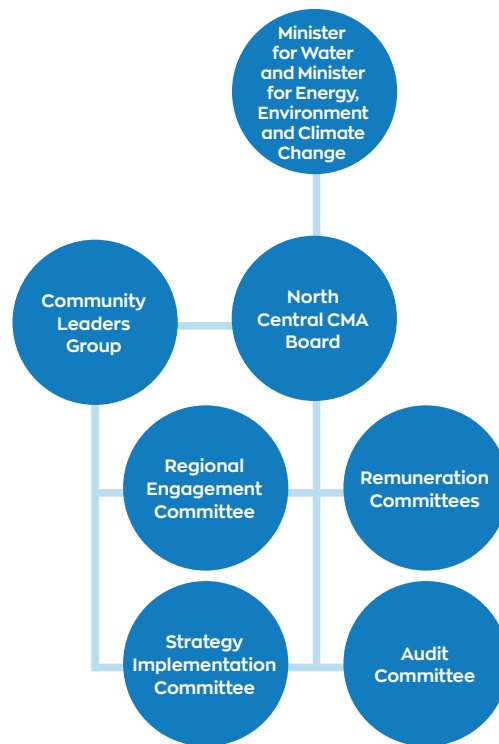 Minister
for Water
and Minister
for Energy,
Environment
and Climate
Change
Community
Leaders
Group
North
Central CMA
Board
Regional
Engagement
Committee
Remuneration
Committees
Strategy
Implementation
Committee
Audit
Committee